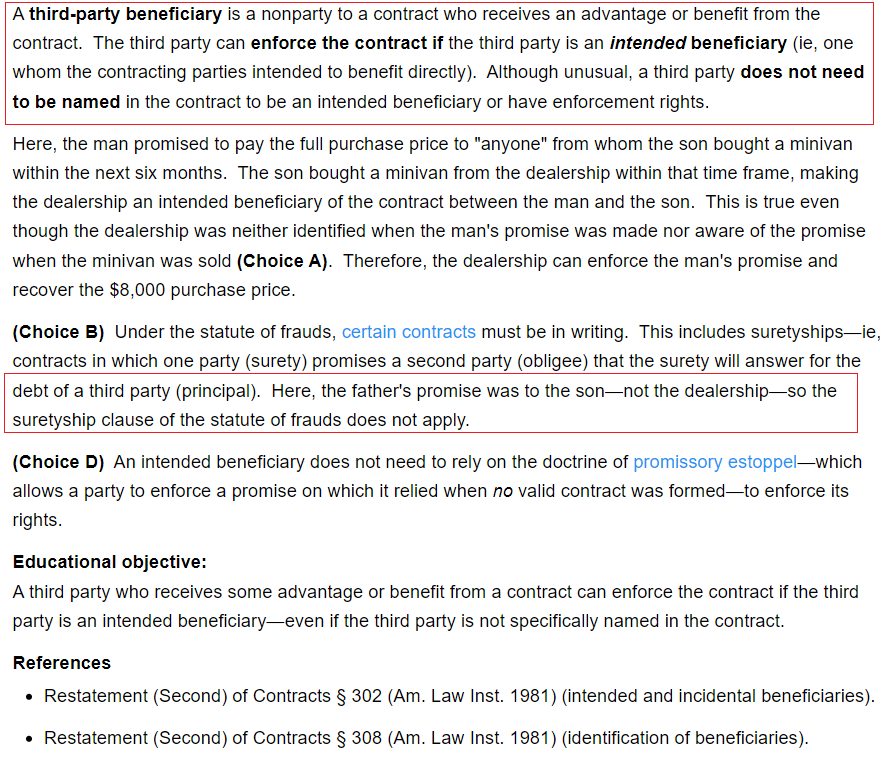 A third-party beneficiary is a nonparty to a contract who receives an advantage or benefit from the
contract. The third party can enforce the contract if the third party is an intended beneficiary (ie, one
whom the contracting parties intended to benefit directly). Although unusual, a third party does not need
to be named in the contract to be an intended beneficiary or have enforcement rights.
Here, the man promised to pay the full purchase price to "anyone" from whom the son bought a minivan
within the next six months. The son bought a minivan from the dealership within that time frame, making
the dealership an intended beneficiary of the contract between the man and the son. This is true even
though the dealership was neither identified when the man's promise was made nor aware of the promise
when the minivan was sold (Choice A). Therefore, the dealership can enforce the man's promise and
recover the $8,000 purchase price.
(Choice B) Under the statute of frauds, certain contracts must be in writing. This includes suretyships—ie,
contracts in which one party (surety) promises a second party (obligee) that the surety will answer for the
debt of a third party (principal). Here, the father's promise was to the son—not the dealership—so the
suretyship clause of the statute of frauds does not apply.
(Choice D) An intended beneficiary does not need to rely on the doctrine of promissory estoppel—which
allows a party to enforce a promise on which it relied when no valid contract was formed—to enforce its
rights.
Educational objective:
A third party who receives some advantage or benefit from a contract can enforce the contract if the third
party is an intended beneficiary—even if the third party is not specifically named in the contract.
References
• Restatement (Second) of Contracts § 302 (Am. Law Inst. 1981) (intended and incidental beneficiaries).
• Restatement (Second) of Contracts § 308 (Am. Law Inst. 1981) (identification of beneficiaries).